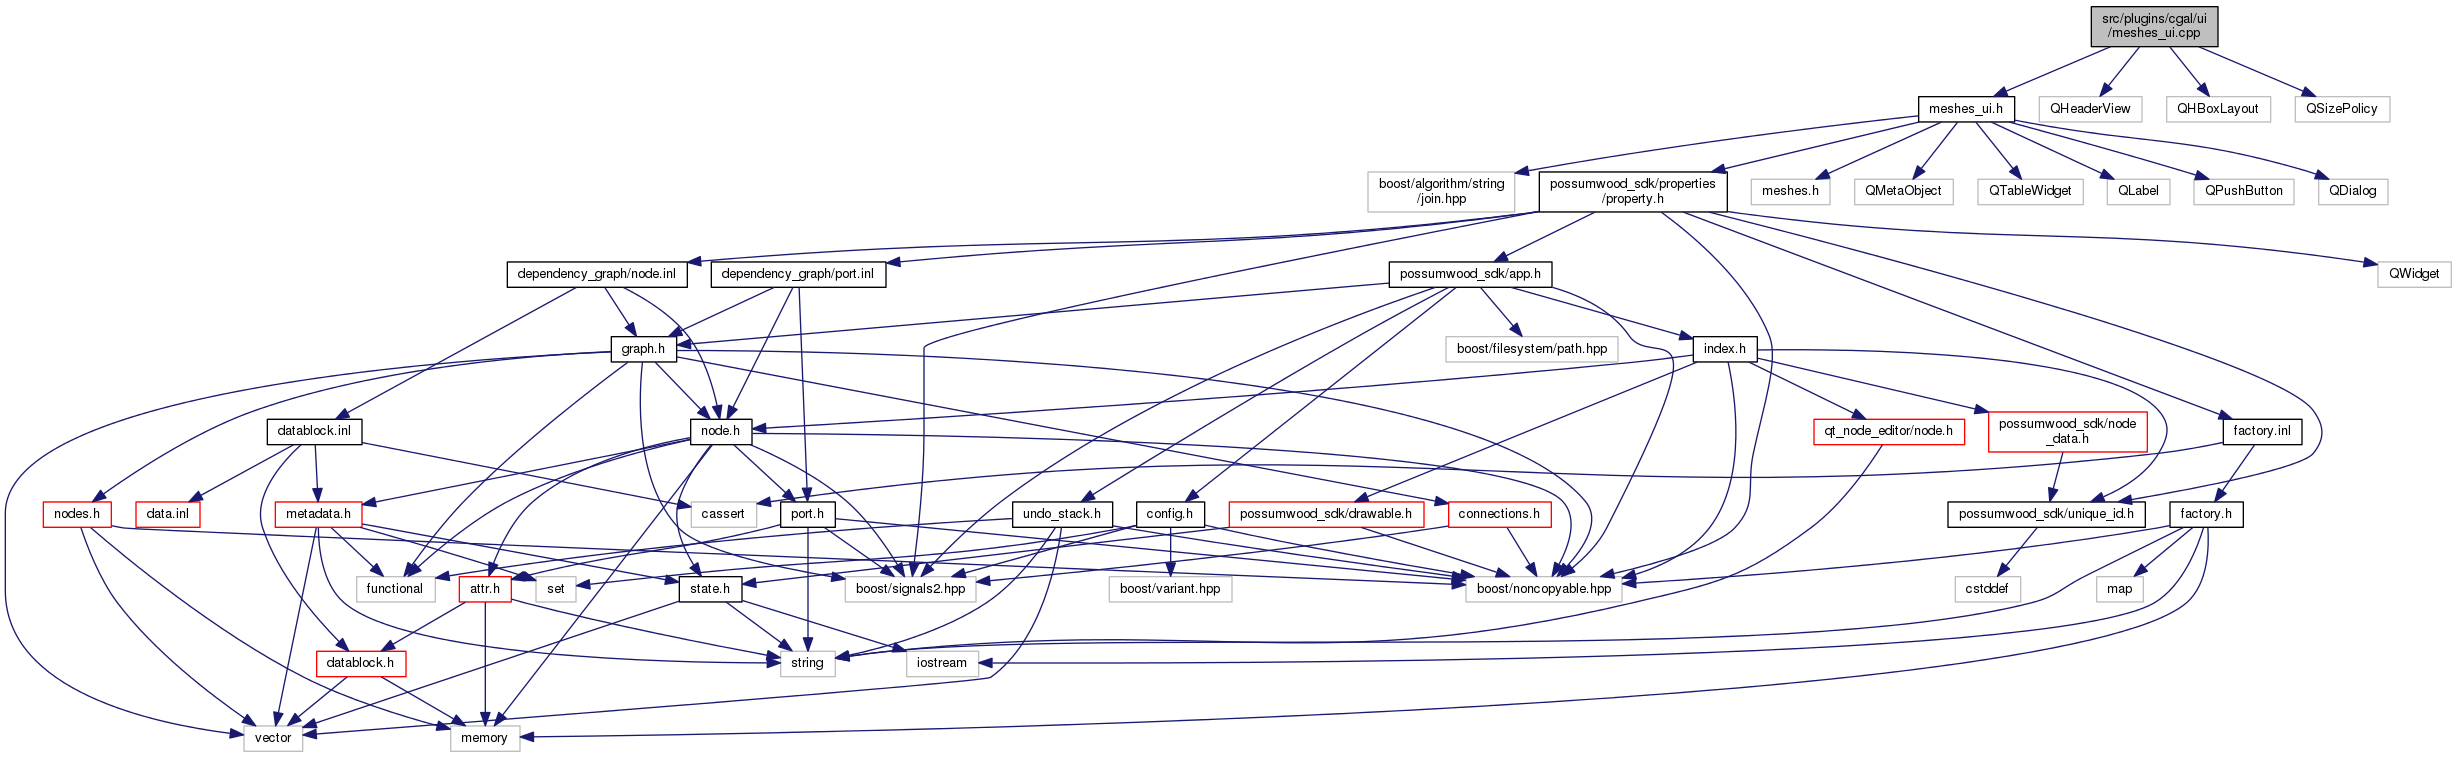 src/plugins/cgal/ui
/meshes_ui.cpp
meshes_ui.h
QHeaderView
QHBoxLayout
QSizePolicy
boost/algorithm/string
/join.hpp
possumwood_sdk/properties
/property.h
meshes.h
QMetaObject
QTableWidget
QLabel
QPushButton
QDialog
dependency_graph/node.inl
dependency_graph/port.inl
possumwood_sdk/app.h
QWidget
graph.h
boost/filesystem/path.hpp
index.h
datablock.inl
node.h
qt_node_editor/node.h
possumwood_sdk/node
_data.h
factory.inl
nodes.h
data.inl
metadata.h
cassert
port.h
undo_stack.h
config.h
possumwood_sdk/drawable.h
connections.h
possumwood_sdk/unique_id.h
factory.h
functional
attr.h
set
state.h
boost/signals2.hpp
boost/variant.hpp
boost/noncopyable.hpp
cstddef
map
datablock.h
string
iostream
vector
memory